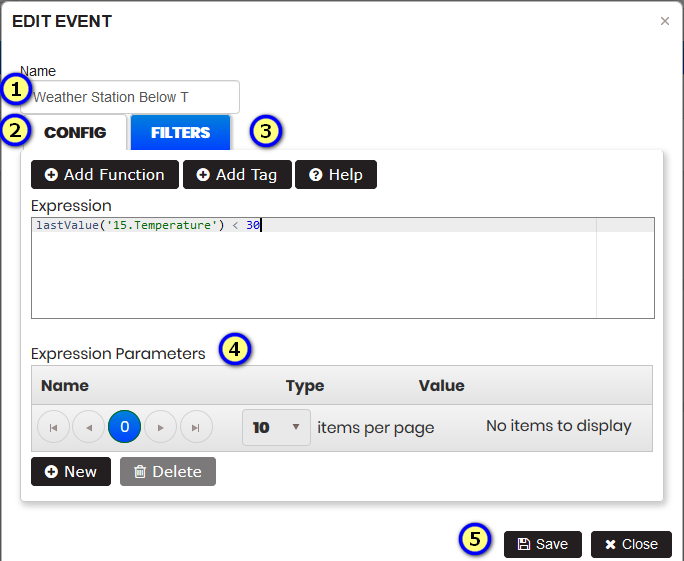 EDIT EVENT ×
Name
1 Weather Station Below T
2 CONFIG FILTERS 3
Add Function Add Tag Help
Expression
lastValue('15.Temperature') < 30
Expression Parameters 4
Name Type Value
0 10 items per page No items to display
New Delete
5 Save Close